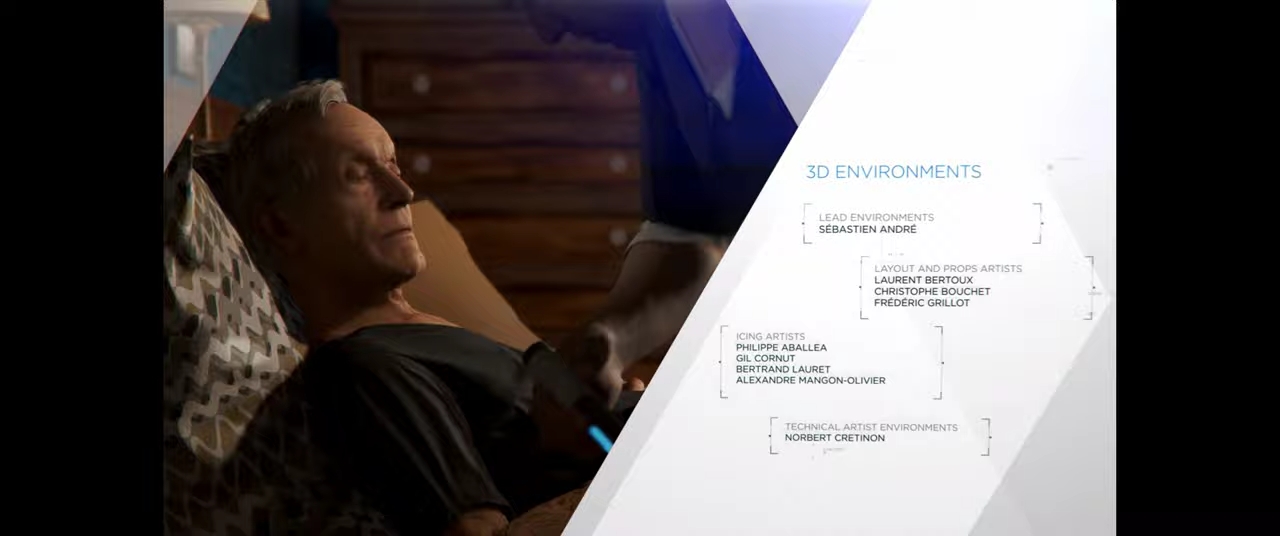 3D ENVIRONMENTS
LEAD ENVIRONMENTS
SÉBASTIEN ANDRÉ
LAYOUT AND PROPS ARTISTS
LAURENT BERTOUX
CHRISTOPHE BOUCHET
FRÉDÉRIC GRILLOT
ICING ARTISTS
PHILIPPE ABALLEA
GIL CORNUT
BERTRAND LAURET
ALEXANDRE MANGON-OLIVIER
TECHNICAL ARTIST ENVIRONMENTS
NORBERT CRETINON